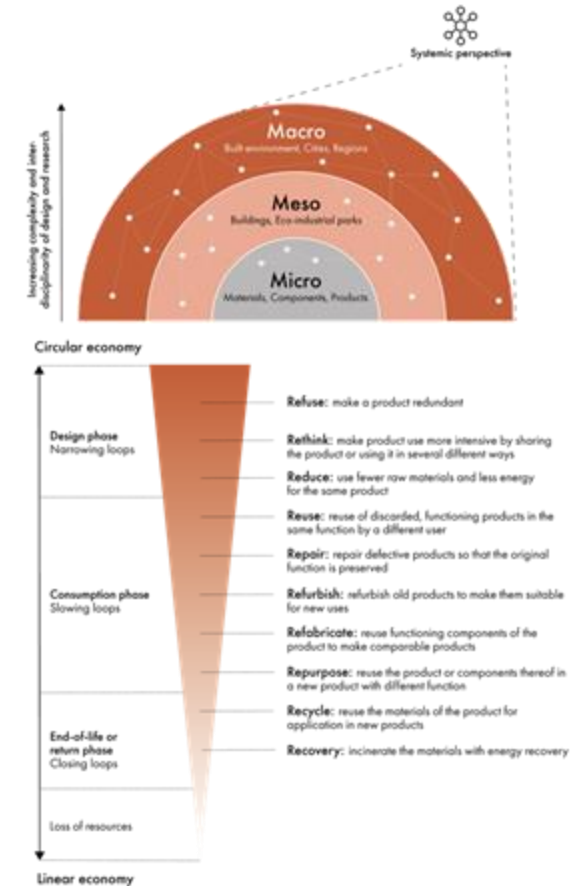 Systemic perspective
Increasing complexity and inter-
disciplinarity of design and research
Macro
Built environment, Cities, Regions
Meso
Buildings, Eco-industrial parks
Micro
Materials, Components, Products
Circular economy
Design phase
Narrowing loops
Consumption phase
Slowing loops
End-of-life or
return phase
Closing loops
Loss of resources
Linear economy
Refuse: make a product redundant
Rethink: make product use more intensive by sharing
the product or using it in several different ways
Reduce: use fewer raw materials and less energy
for the same product
Reuse: reuse of discarded, functioning products in the
same function by a different user
Repair: repair defective products so that the original
function is preserved
Refurbish: refurbish old products to make them suitable
for new uses
Refabricate: reuse functioning components of the
product to make comparable products
Repurpose: reuse the product or components thereof in
a new product with different function
Recycle: reuse the materials of the product for
application in new products
Recovery: incinerate the materials with energy recovery